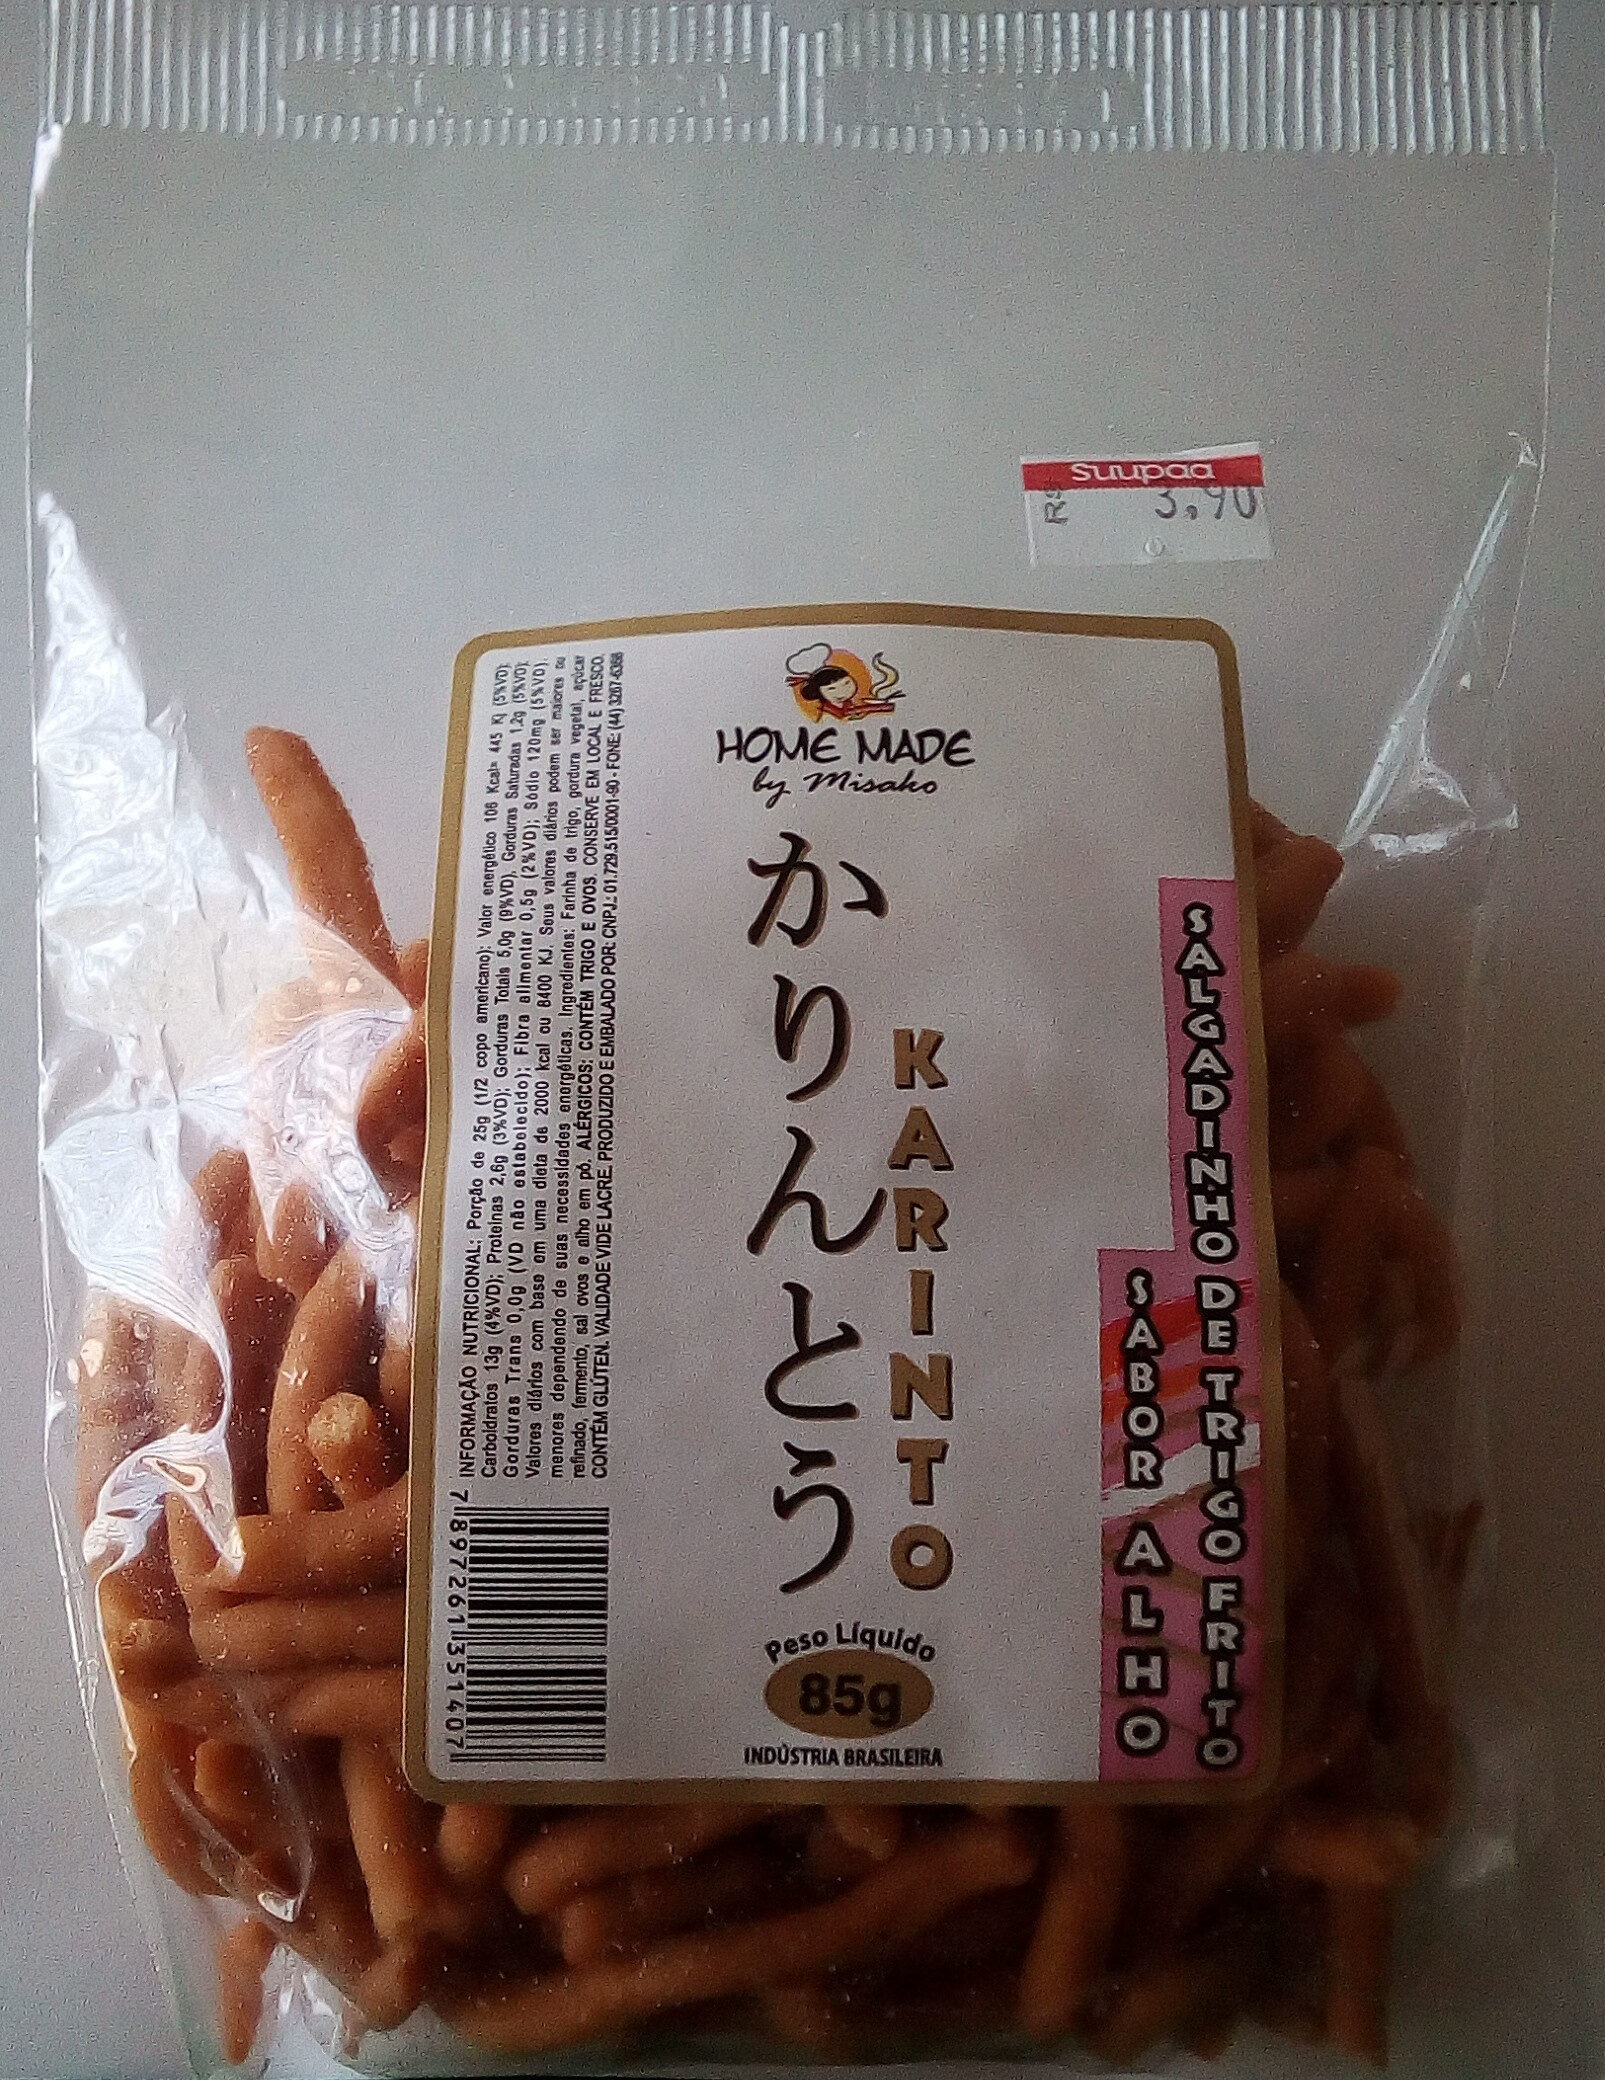 suupaa
R$ 3,90
HOME MADE
by Misako
かりんとう
KARINTO
SALGADINHO DE TRIGO FRITO
SABOR ALHO
Peso Líquido
85g
INDÚSTRIA BRASILEIRA
INFORMAÇÃO NUTRICIONAL: Porção de 25g (1/2 copo americano): Valor energético 106 Kcal= 445 Kj (5%VD);
Carboidratos 13g (4%VD); Proteínas 2,6g (3%VD); Gorduras Totais 5,0g (9%VD), Gorduras Saturadas 1,2g (5%VD);
Gorduras Trans 0,0g (VD não estabelecido); Fibra alimentar 0,5g (2%VD); Sódio 120mg (5%VD).
Valores diários com base em uma dieta de 2000 kcal ou 8400 KJ. Seus valores diários podem ser maiores ou
menores dependendo de suas necessidades energéticas. Ingredientes: Farinha de trigo, gordura vegetal, açúcar
refinado, fermento, sal ovos e alho em pó. ALÉRGICOS: CONTÉM TRIGO E OVOS. CONSERVE EM LOCAL E FRESCO.
CONTÉM GLÚTEN. VALIDADE VIDE LACRE. PRODUZIDO E EMBALADO POR: CNPJ.: 01.729.515/0001-90 - FONE: (44) 3267-6368
7 897261 351407